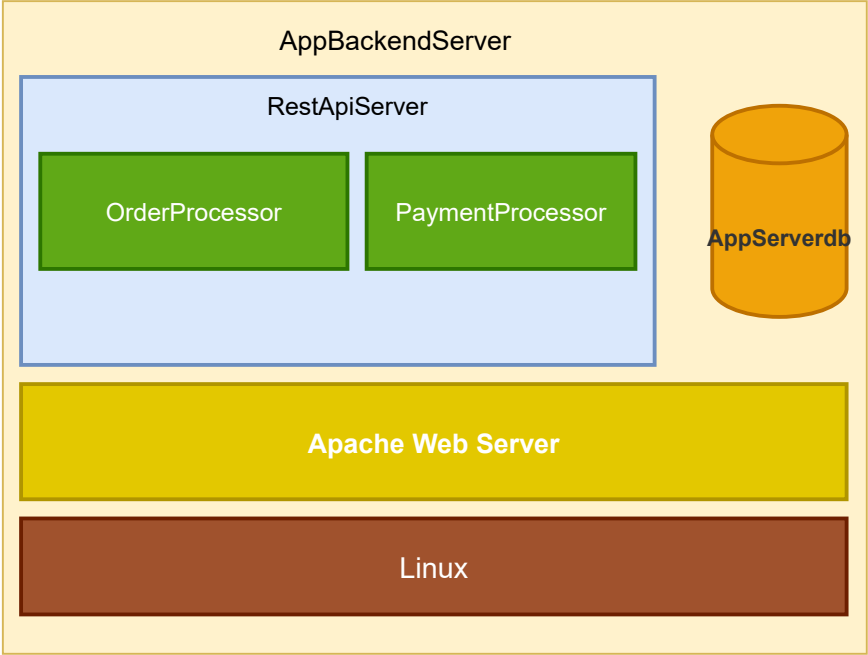 AppBackendServer
RestApiServer
OrderProcessor
PaymentProcessor
AppServerdb
Apache Web Server
Linux